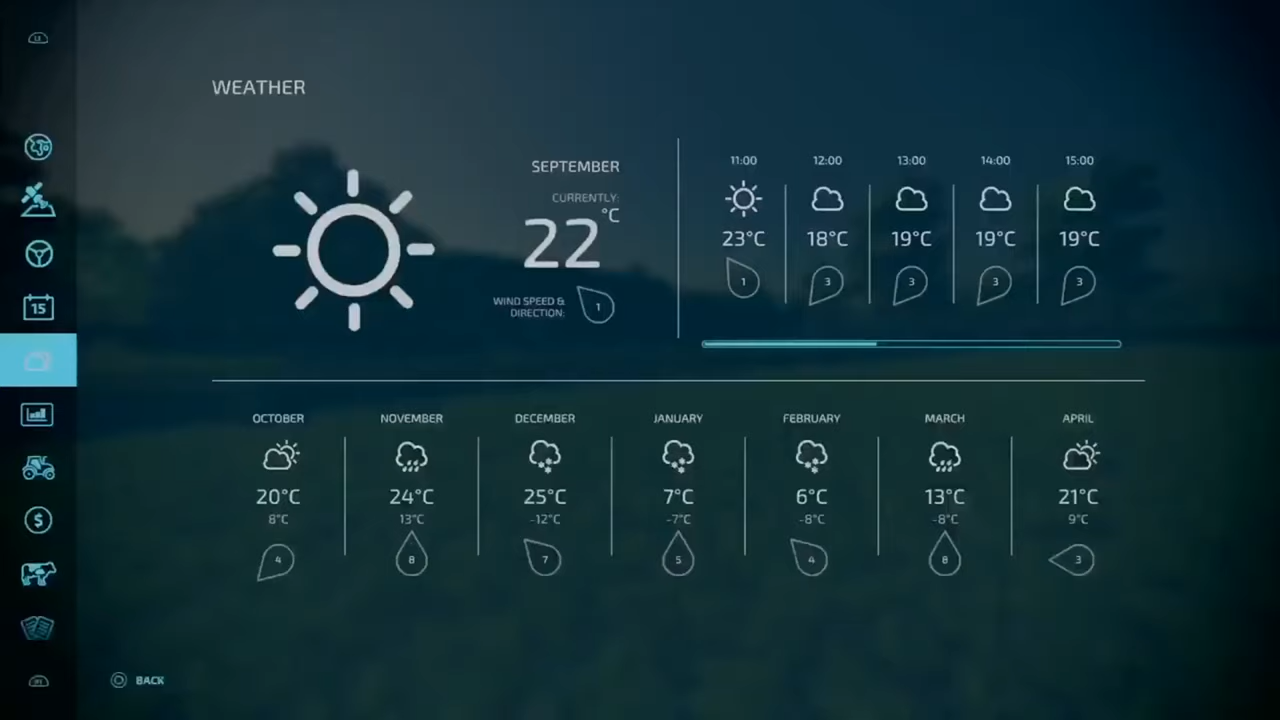 WEATHER
SEPTEMBER
CURRENTLY:
22°C
WIND SPEED &
DIRECTION:
1
11:00 12:00 13:00 14:00 15:00
23°C 18°C 19°C 19°C 19°C
1 3 3 3 3
OCTOBER NOVEMBER DECEMBER JANUARY FEBRUARY MARCH APRIL
20°C 24°C 25°C 7°C 6°C 13°C 21°C
8°C 13°C -12°C -7°C -8°C -8°C 9°C
4 8 7 5 4 8 3
15
$
BACK